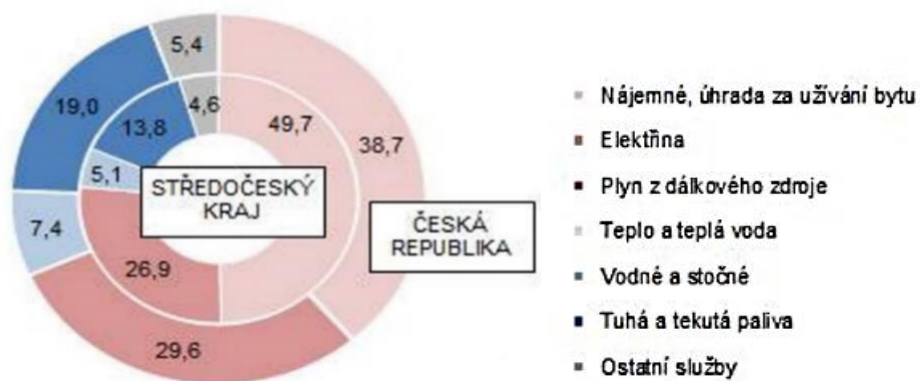 5,4
4,6
19,0
13,8
49,7
38,7
5,1
7,4
STŘEDOČESKÝ
KRAJ
ČESKÁ
REPUBLIKA
26,9
29,6
Nájemné, úhrada za užívání bytu
Elektřina
Plyn z dálkového zdroje
Teplo a teplá voda
Vodné a stočné
Tuhá a tekutá paliva
Ostatní služby